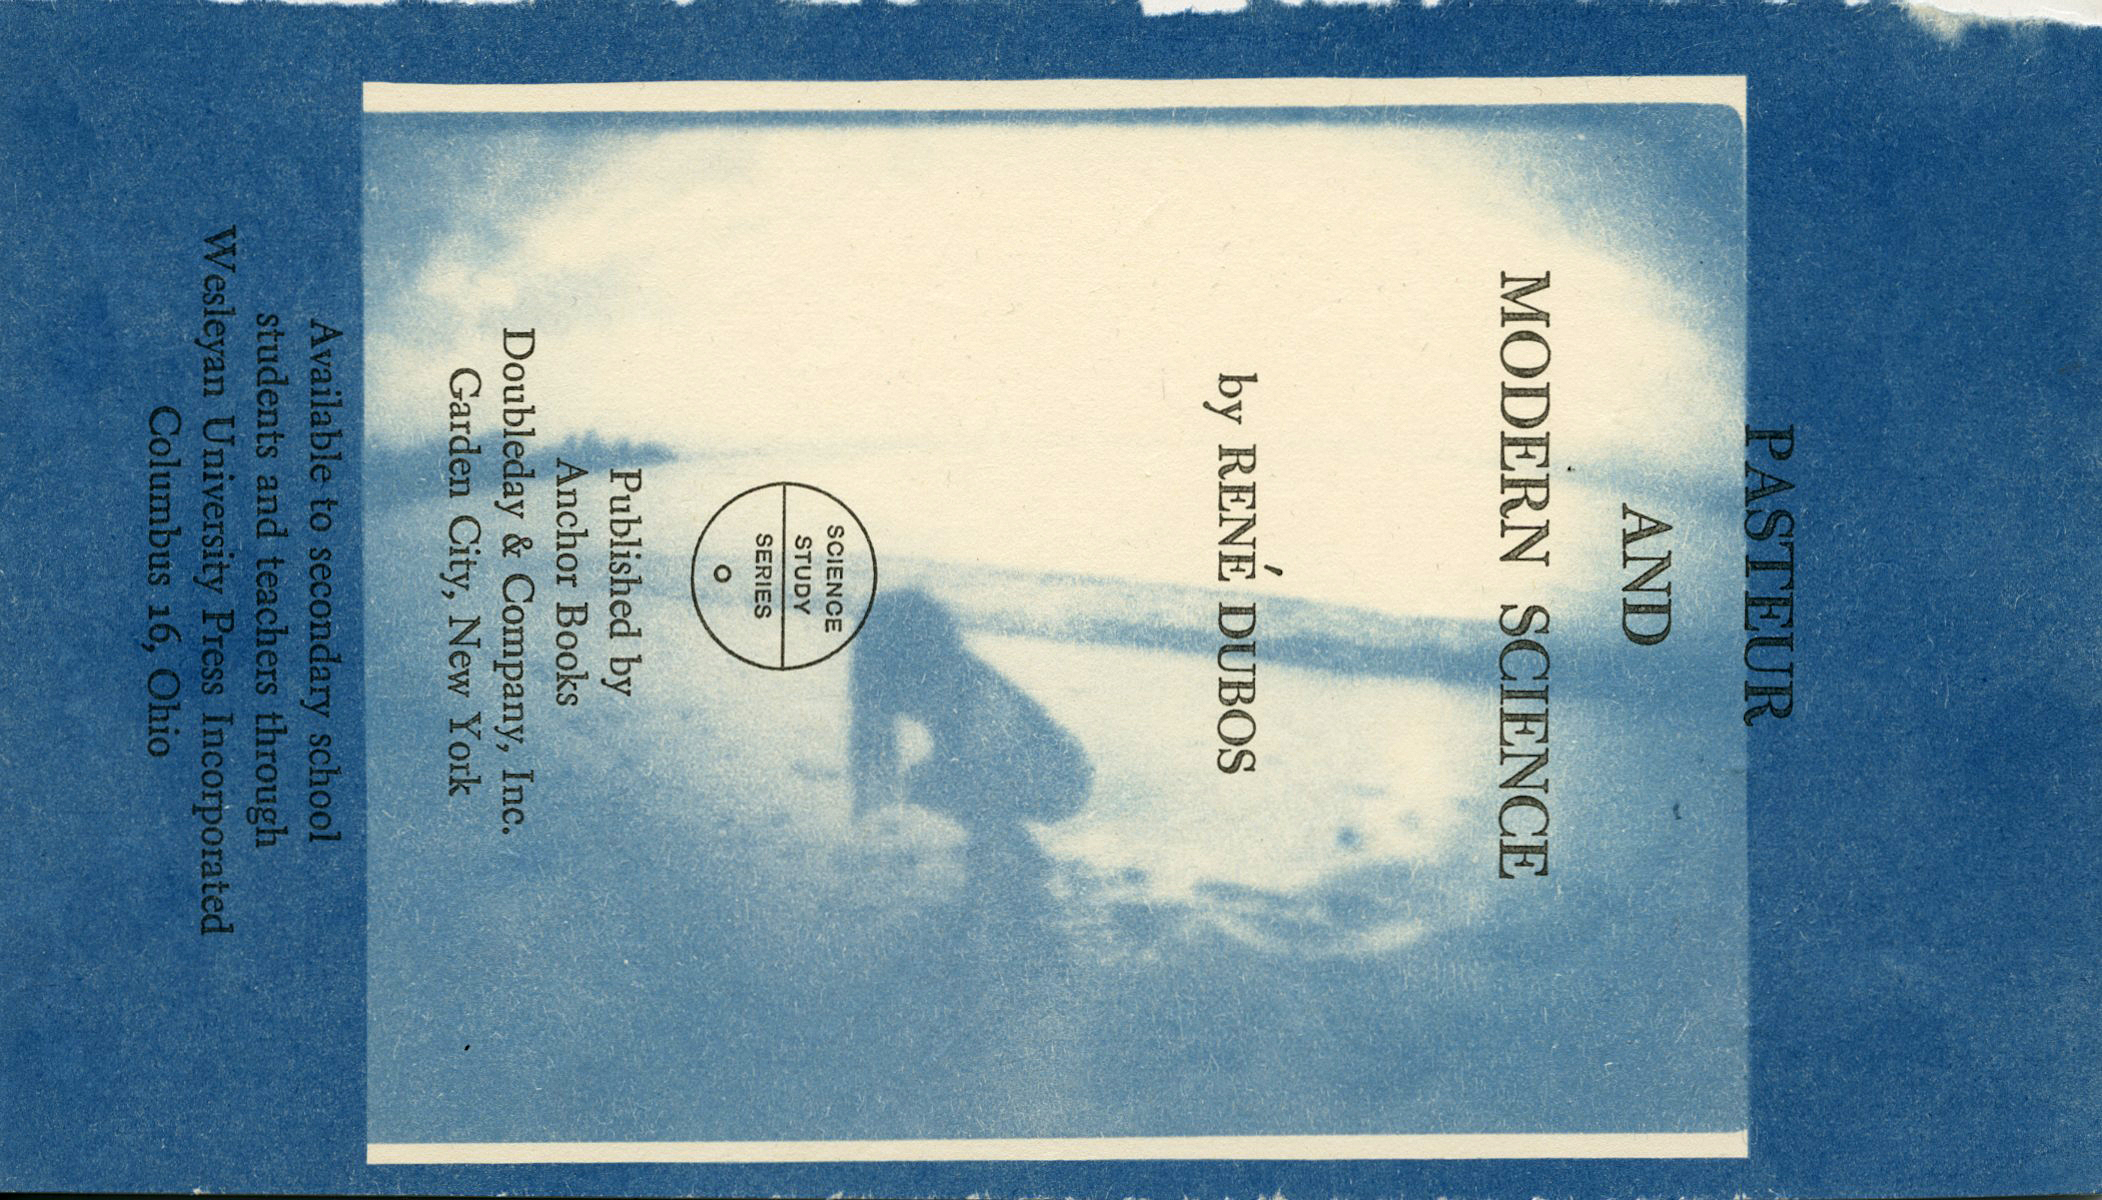 PASTEUR
AND
MODERN SCIENCE
by RENÉ DUBOS
SCIENCE
STUDY
SERIES
Published by
Anchor Books
Doubleday & Company, Inc.
Garden City, New York
Available to secondary school
students and teachers through
Wesleyan University Press Incorporated
Columbus 16, Ohio